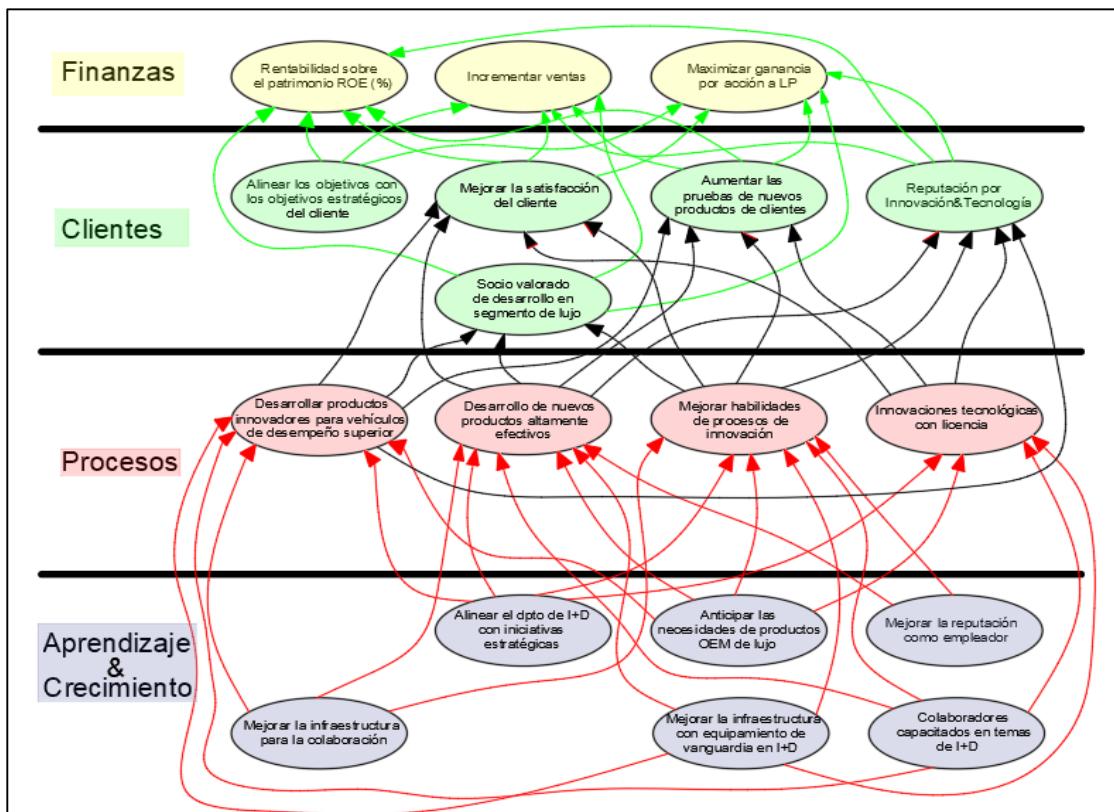 Finanzas
Rentabilidad sobre
el patrimonio ROE (%)
Incrementar ventas
Maximizar ganancia
por acción a LP
Clientes
Alinear los objetivos con
los objetivos estratégicos
del cliente
Mejorar la satisfacción
del cliente
Aumentar las
pruebas de nuevos
productos de clientes
Reputación por
Innovación&Tecnología
Socio valorado
de desarrollo en
segmento de lujo
Procesos
Desarrollar productos
innovadores para vehículos
de desempeño superior
Desarrollo de nuevos
productos altamente
efectivos
Mejorar habilidades
de procesos de
innovación
Innovaciones tecnológicas
con licencia
Aprendizaje
&
Crecimiento
Alinear el dpto de I+D
con iniciativas
estratégicas
Anticipar las
necesidades de productos
OEM de lujo
Mejorar la reputación
como empleador
Mejorar la infraestructura
para la colaboración
Mejorar la infraestructura
con equipamiento de
vanguardia en I+D
Colaboradores
capacitados en temas
de I+D